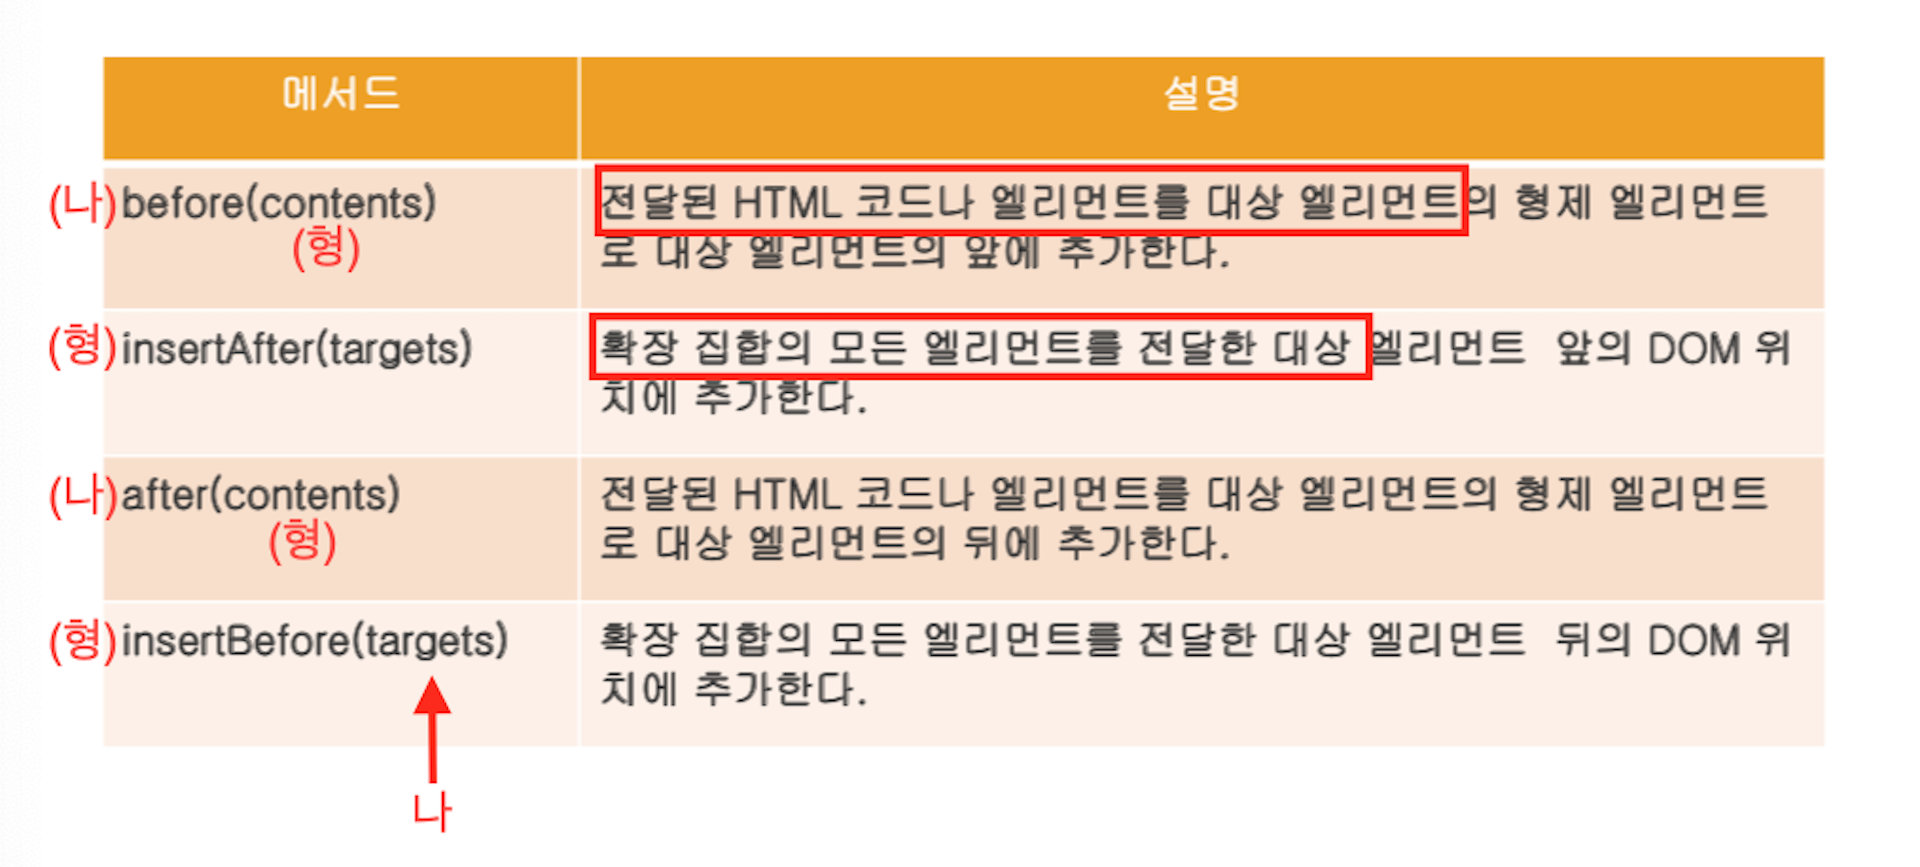 메서드 설명
(나) before(contents) 전달된 HTML 코드나 엘리먼트를 대상 엘리먼트의 형제 엘리먼트
(형) 로 대상 엘리먼트의 앞에 추가한다.
(형) insertAfter(targets) 확장 집합의 모든 엘리먼트를 전달한 대상 엘리먼트 앞의 DOM 위
치에 추가한다.
(나) after(contents) 전달된 HTML 코드나 엘리먼트를 대상 엘리먼트의 형제 엘리먼트
(형) 로 대상 엘리먼트의 뒤에 추가한다.
(형) insertBefore(targets) 확장 집합의 모든 엘리먼트를 전달한 대상 엘리먼트 뒤의 DOM 위
치에 추가한다.
나